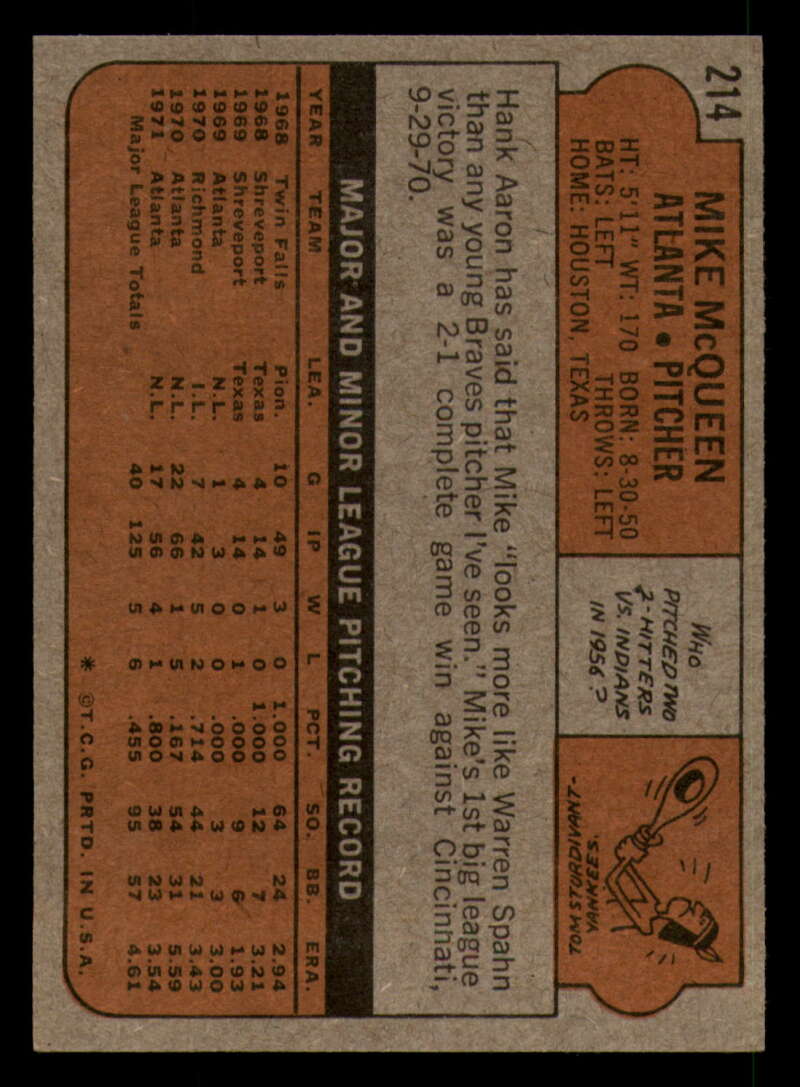 214
MIKE McQUEEN
ATLANTA • PITCHER
HT: 5'11" WT: 170 BORN: 8-30-50
BATS: LEFT THROWS: LEFT
HOME: HOUSTON, TEXAS
WHO
PITCHED TWO
2-HITTERS
VS. INDIANS
IN 1956?
TOM STURDIVANT-
YANKEES.
Hank Aaron has said that Mike "looks more like Warren Spahn
than any young Braves pitcher I've seen." Mike's 1st big league
victory was a 2-1 complete game win against Cincinnati,
9-29-70.
MAJOR AND MINOR LEAGUE PITCHING RECORD
YEAR TEAM LEA. G IP W L PCT. SO. BB. ERA.
1968 Twin Falls Pion. 10 49 3 0 1.000 64 24 2.94
1968 Shreveport Texas 4 14 1 0 1.000 12 7 3.21
1969 Shreveport Texas 4 14 0 1 .000 9 6 1.93
1969 Atlanta N.L. 1 3 0 0 .000 3 3 3.00
1970 Richmond I.L. 7 42 5 2 .714 44 21 3.43
1970 Atlanta N.L. 22 66 1 5 .167 54 31 5.59
1971 Atlanta N.L. 17 56 4 1 .800 38 23 3.54
Major League Totals 40 125 5 6 .455 95 57 4.61
* ©T.C.G. PRTD. IN U.S.A.